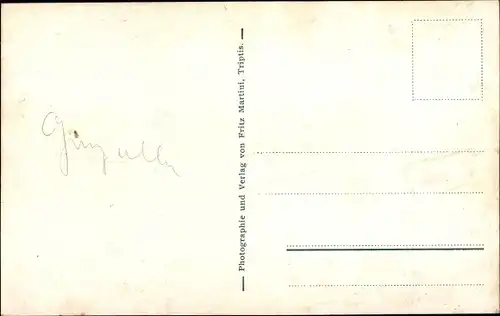 Photographie und Verlag von Fritz Martini, Triptis.